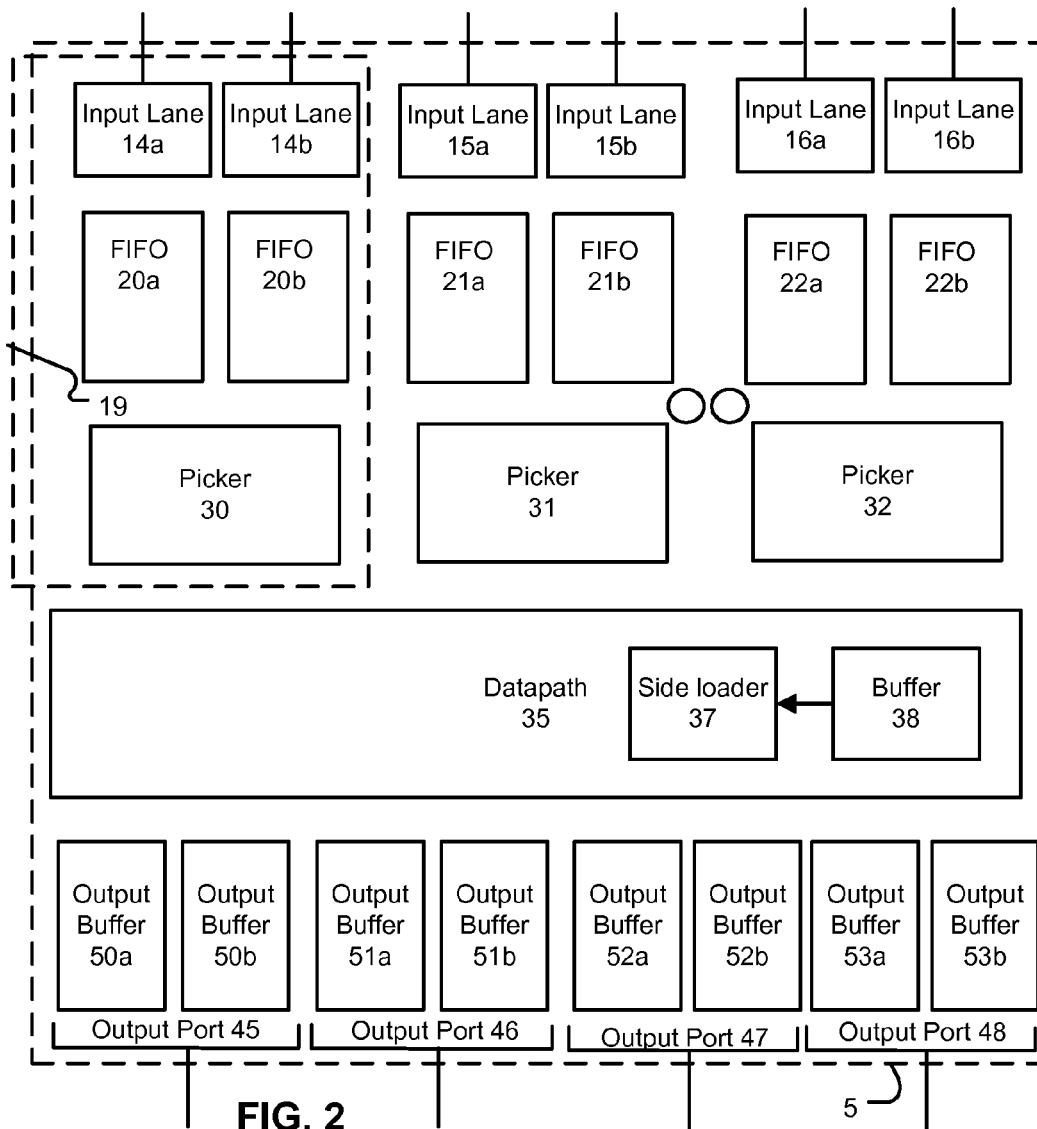 Input Lane
14a
Input Lane
14b
Input Lane
15a
Input Lane
15b
Input Lane
16a
Input Lane
16b
FIFO
20a
FIFO
20b
FIFO
21a
FIFO
21b
FIFO
22a
FIFO
22b
19
Picker
30
Picker
31
Picker
32
Datapath
35
Side loader
37
Buffer
38
Output
Buffer
50a
Output
Buffer
50b
Output
Buffer
51a
Output
Buffer
51b
Output
Buffer
52a
Output
Buffer
52b
Output
Buffer
53a
Output
Buffer
53b
Output Port 45
Output Port 46
Output Port 47
Output Port 48
5
FIG. 2